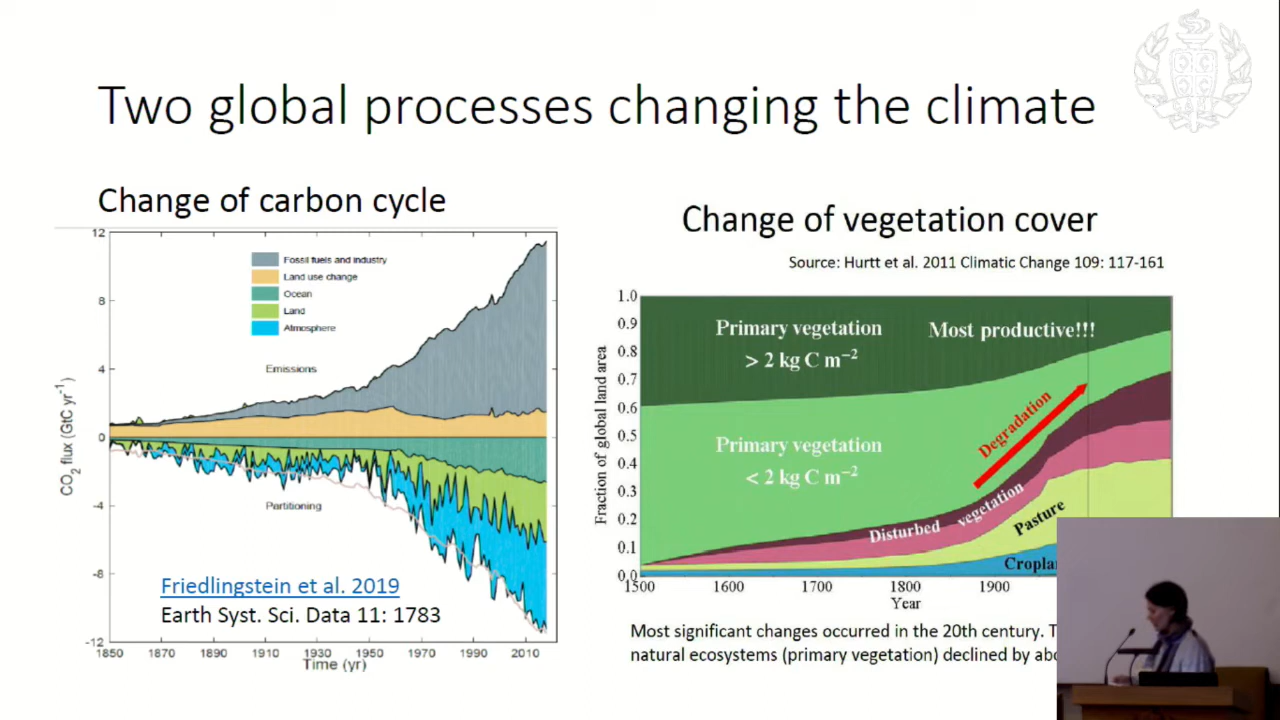 Two global processes changing the climate
Change of carbon cycle
12
8
4
0
-4
-8
-12
CO2 flux (GtC yr-1)
Fossil fuels and industry
Land use change
Ocean
Land
Atmosphere
Emissions
Partitioning
Friedlingstein et al. 2019
Earth Syst. Sci. Data 11: 1783
1850 1870 1890 1910 1930 1950 1970 1990 2010
Time (yr)
Change of vegetation cover
Source: Hurtt et al. 2011 Climatic Change 109: 117-161
1.0
0.9
0.8
0.7
0.6
0.5
0.4
0.3
0.2
0.1
0.0
Fraction of global land area
Primary vegetation
> 2 kg C m−2
Most productive!!!
Primary vegetation
< 2 kg C m−2
Degradation
Disturbed vegetation
Pasture
1500 1600 1700 1800 1900
Year
Most significant changes occurred in the 20th century.
natural ecosystems (primary vegetation) declined by